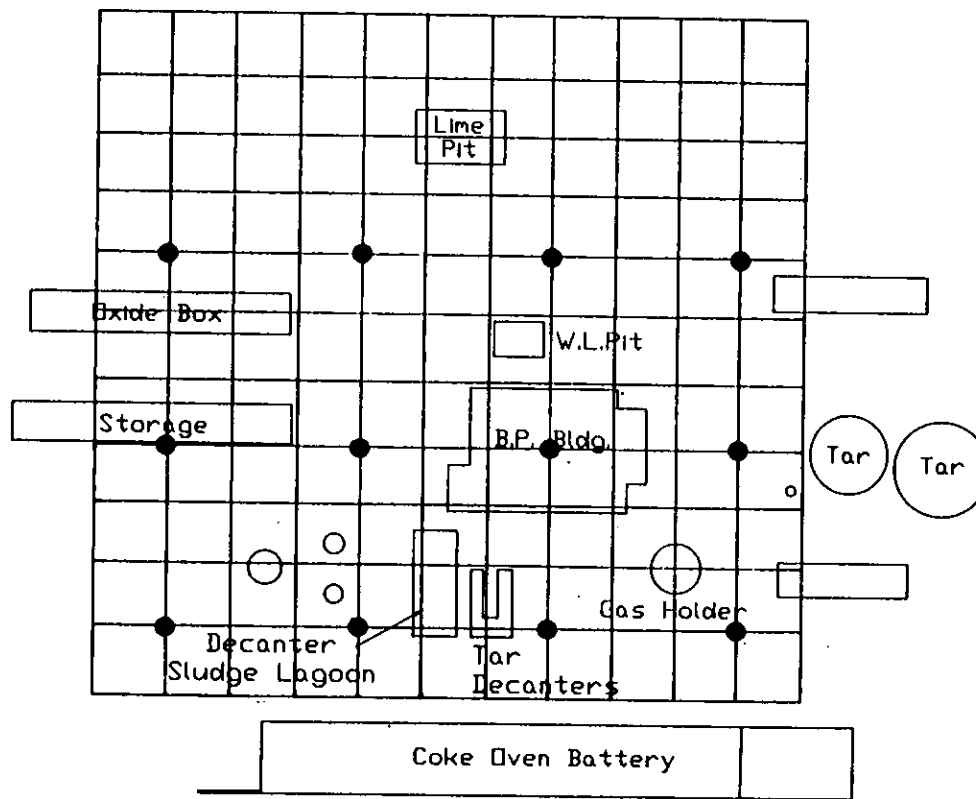 Lime
Pit
Oxide Box
W.L.Pit
Storage
B.P. Bldg.
Tar
Tar
Gas Holder
Decanter
Sludge Lagoon
Tar
Decanters
Coke Oven Battery